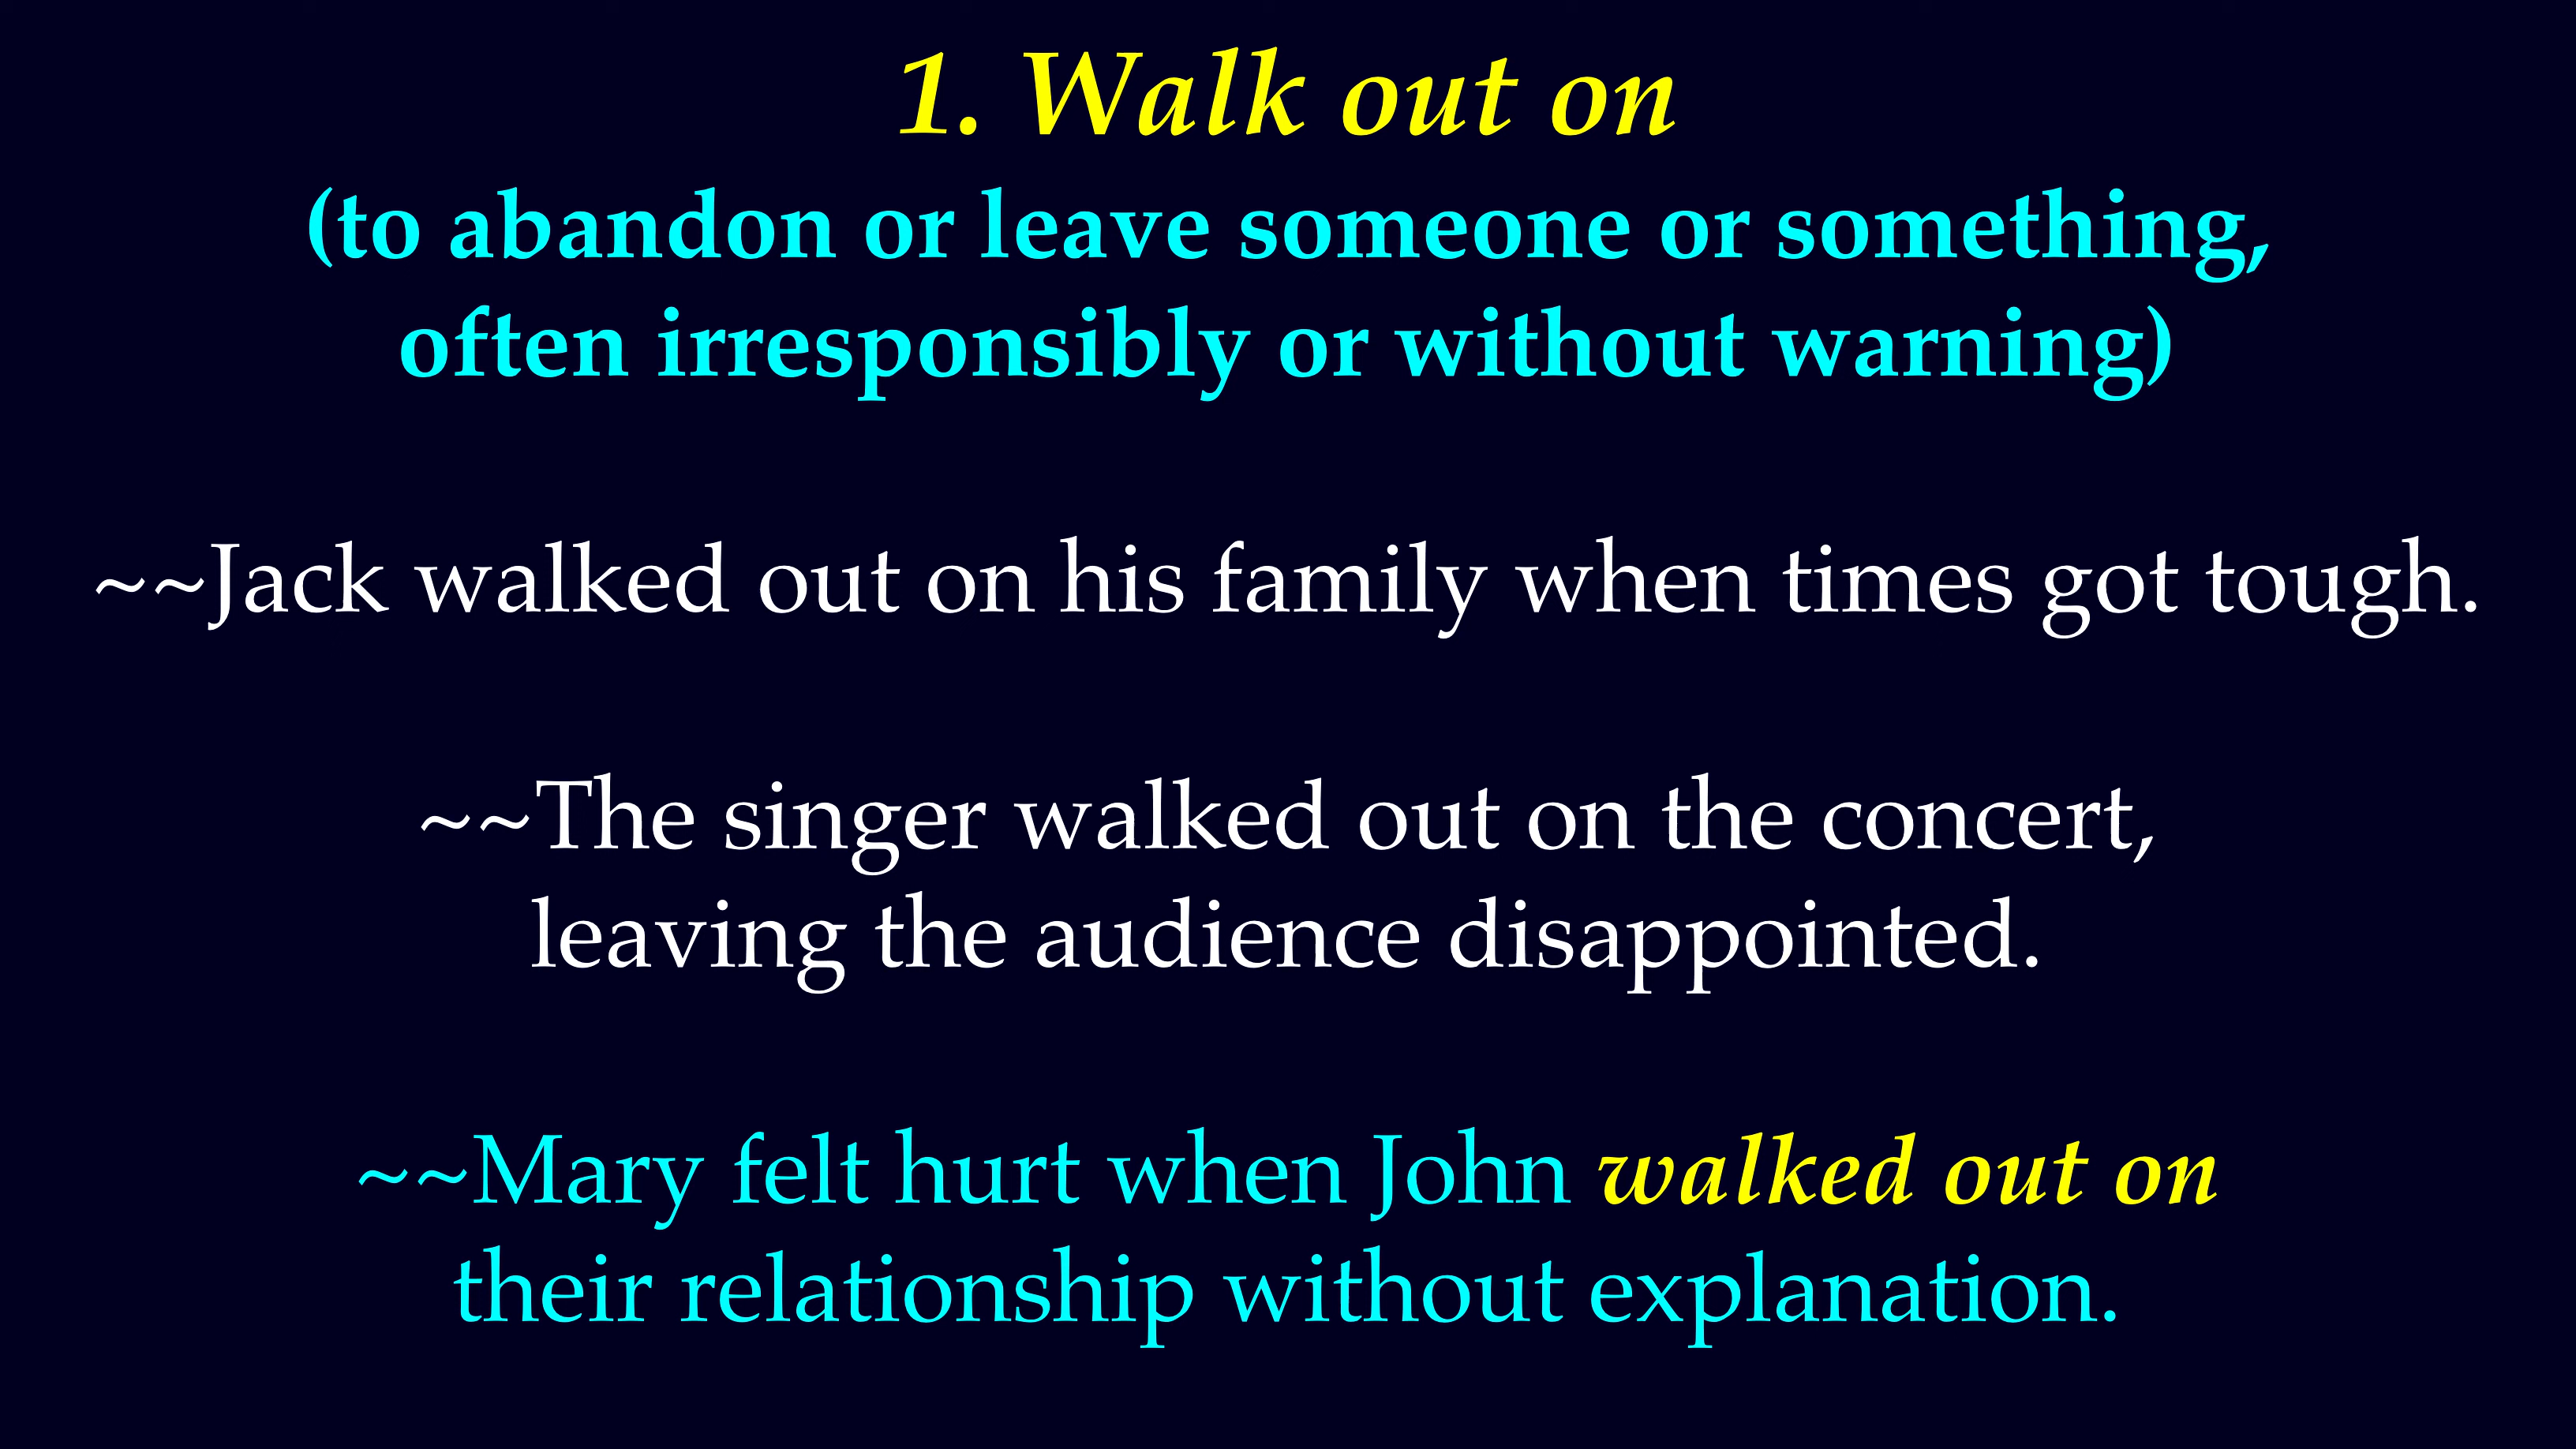 1. Walk out on
(to abandon or leave someone or something,
often irresponsibly or without warning)
~~Jack walked out on his family when times got tough.
~~The singer walked out on the concert,
leaving the audience disappointed.
~~Mary felt hurt when John walked out on
their relationship without explanation.